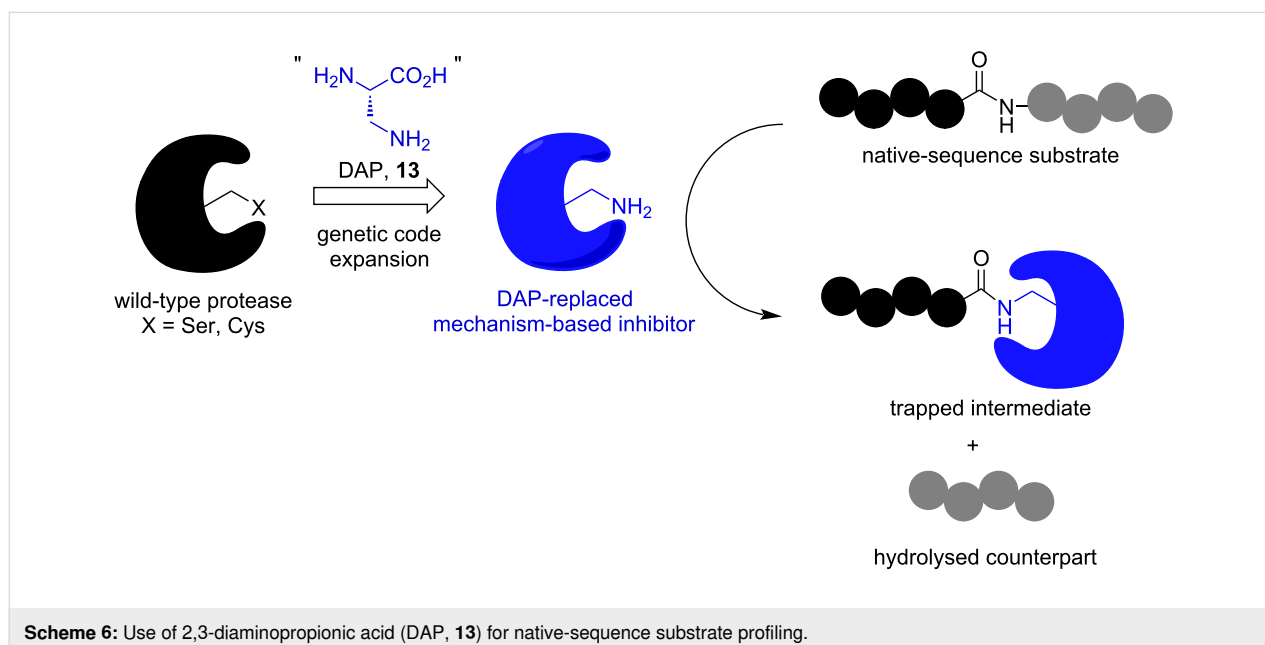 " H₂N CO₂H "
NH₂
DAP, 13
genetic code
expansion
X
wild-type protease
X = Ser, Cys
NH₂
DAP-replaced
mechanism-based inhibitor
O
N
H
native-sequence substrate
O
N
H
trapped intermediate
+
hydrolysed counterpart
Scheme 6: Use of 2,3-diaminopropionic acid (DAP, 13) for native-sequence substrate profiling.